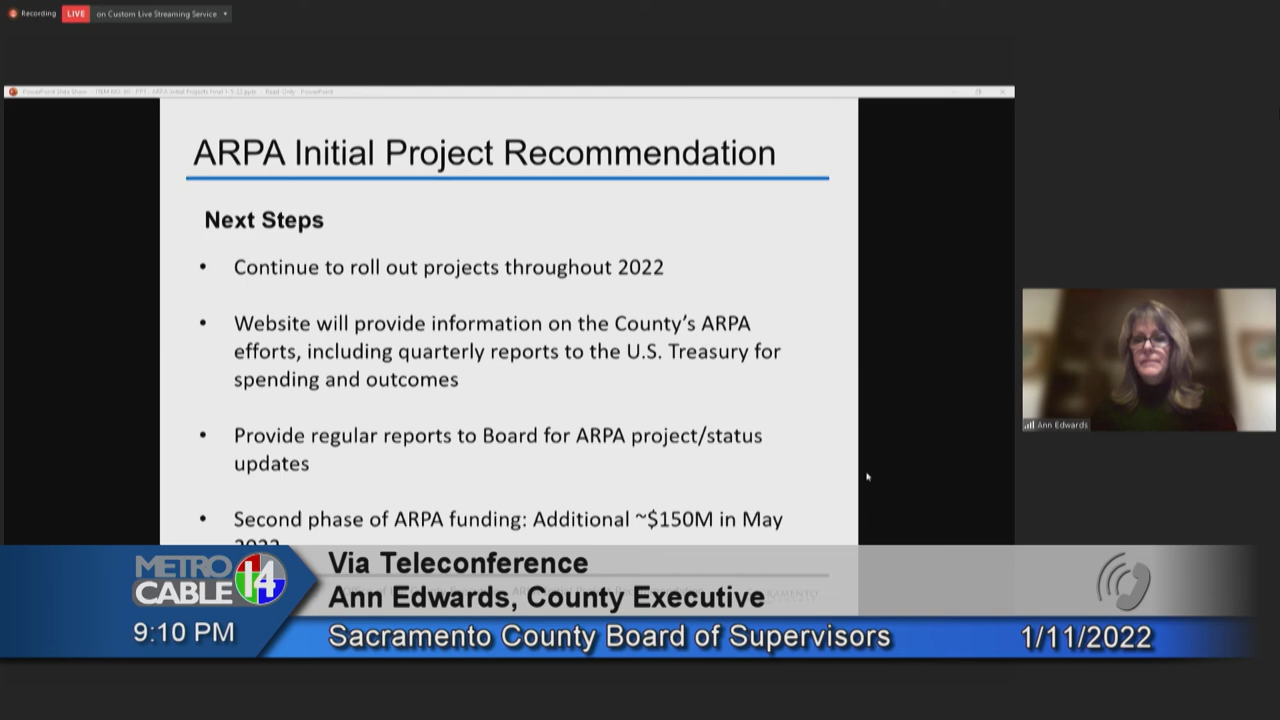 Recording
LIVE
on Custom Live Streaming Service
ARPA Initial Project Recommendation
Next Steps
• Continue to roll out projects throughout 2022
• Website will provide information on the County's ARPA
efforts, including quarterly reports to the U.S. Treasury for
spending and outcomes
• Provide regular reports to Board for ARPA project/status
updates
• Second phase of ARPA funding: Additional ~$150M in May
2022
Ann Edwards
METRO
CABLE 14
Via Teleconference
Ann Edwards, County Executive
9:10 PM
Sacramento County Board of Supervisors
1/11/2022